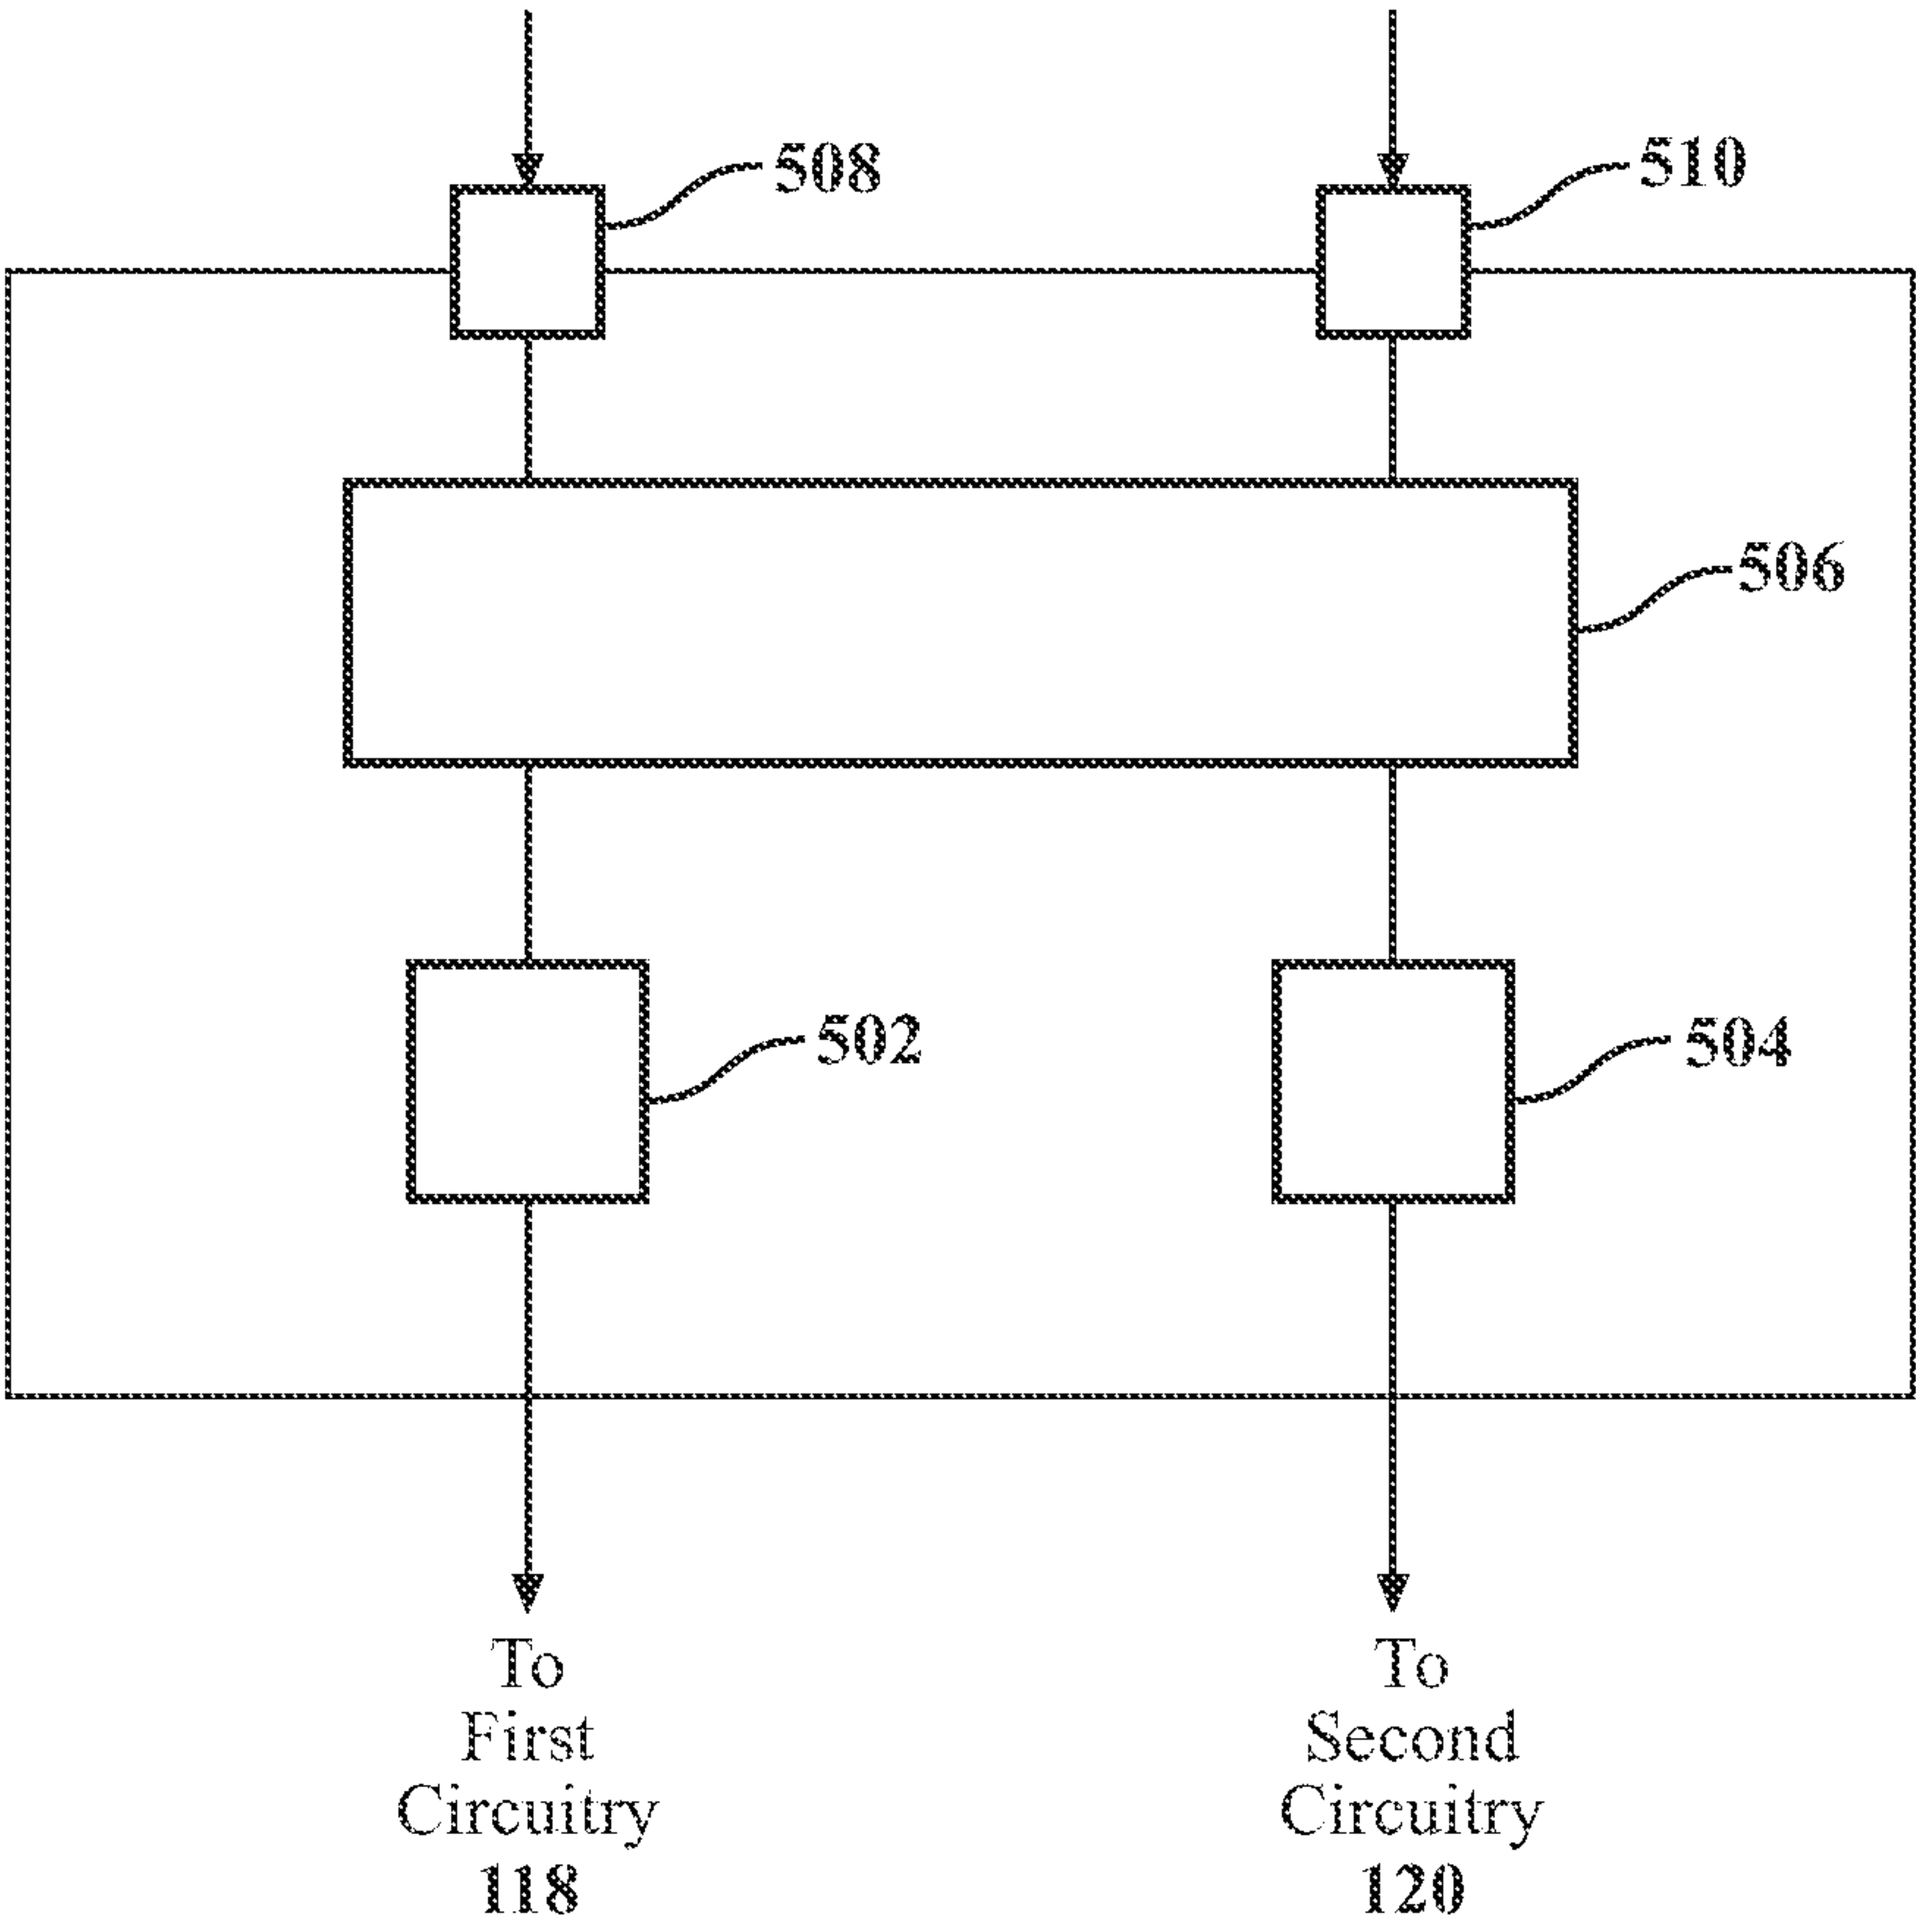 508
510
506
502
504
To
First
Circuitry
118
To
Second
Circuitry
120